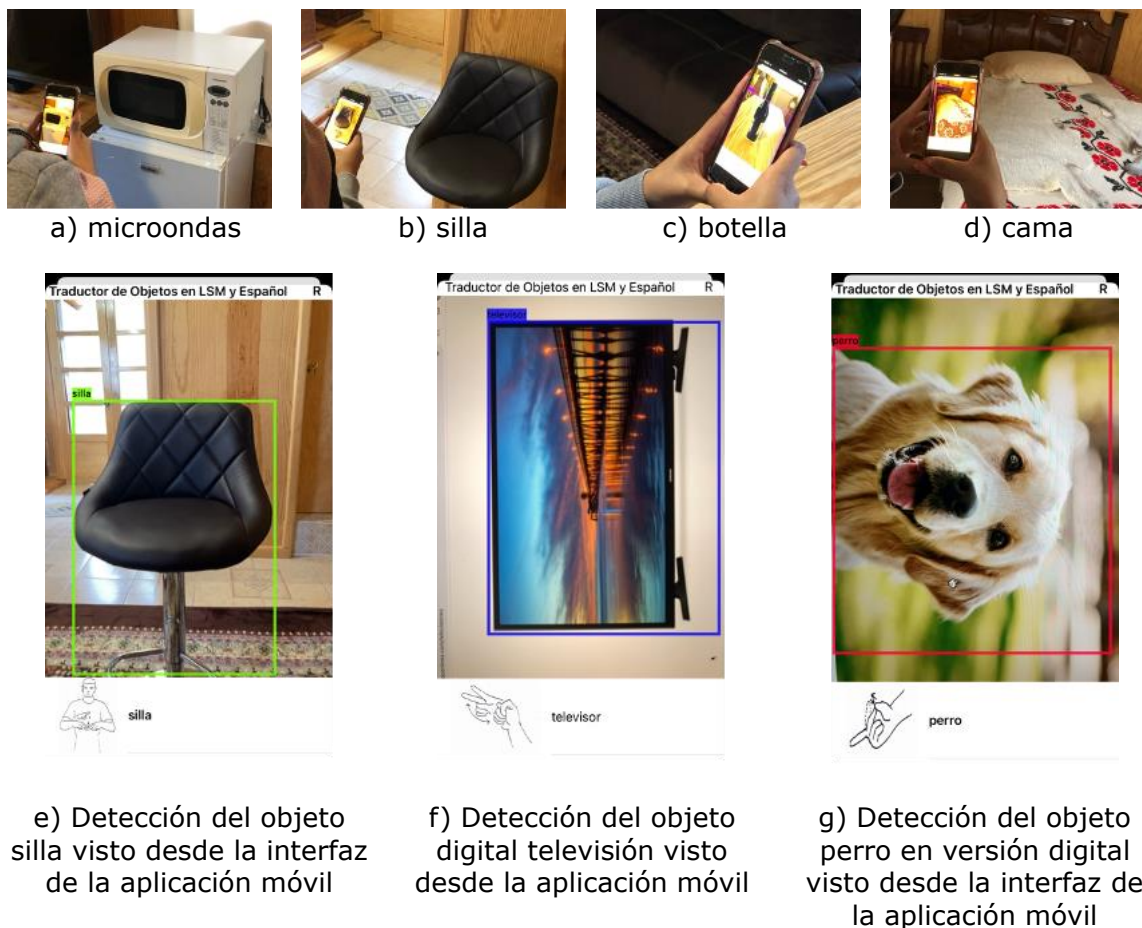 a) microondas
b) silla
c) botella
d) cama
Traductor de Objetos en LSM y Español R
silla
silla
Traductor de Objetos en LSM y Español R
televisor
televisor
Traductor de Objetos en LSM y Español R
perro
perro
e) Detección del objeto
silla visto desde la interfaz
de la aplicación móvil
f) Detección del objeto
digital televisión visto
desde la aplicación móvil
g) Detección del objeto
perro en versión digital
visto desde la interfaz de
la aplicación móvil